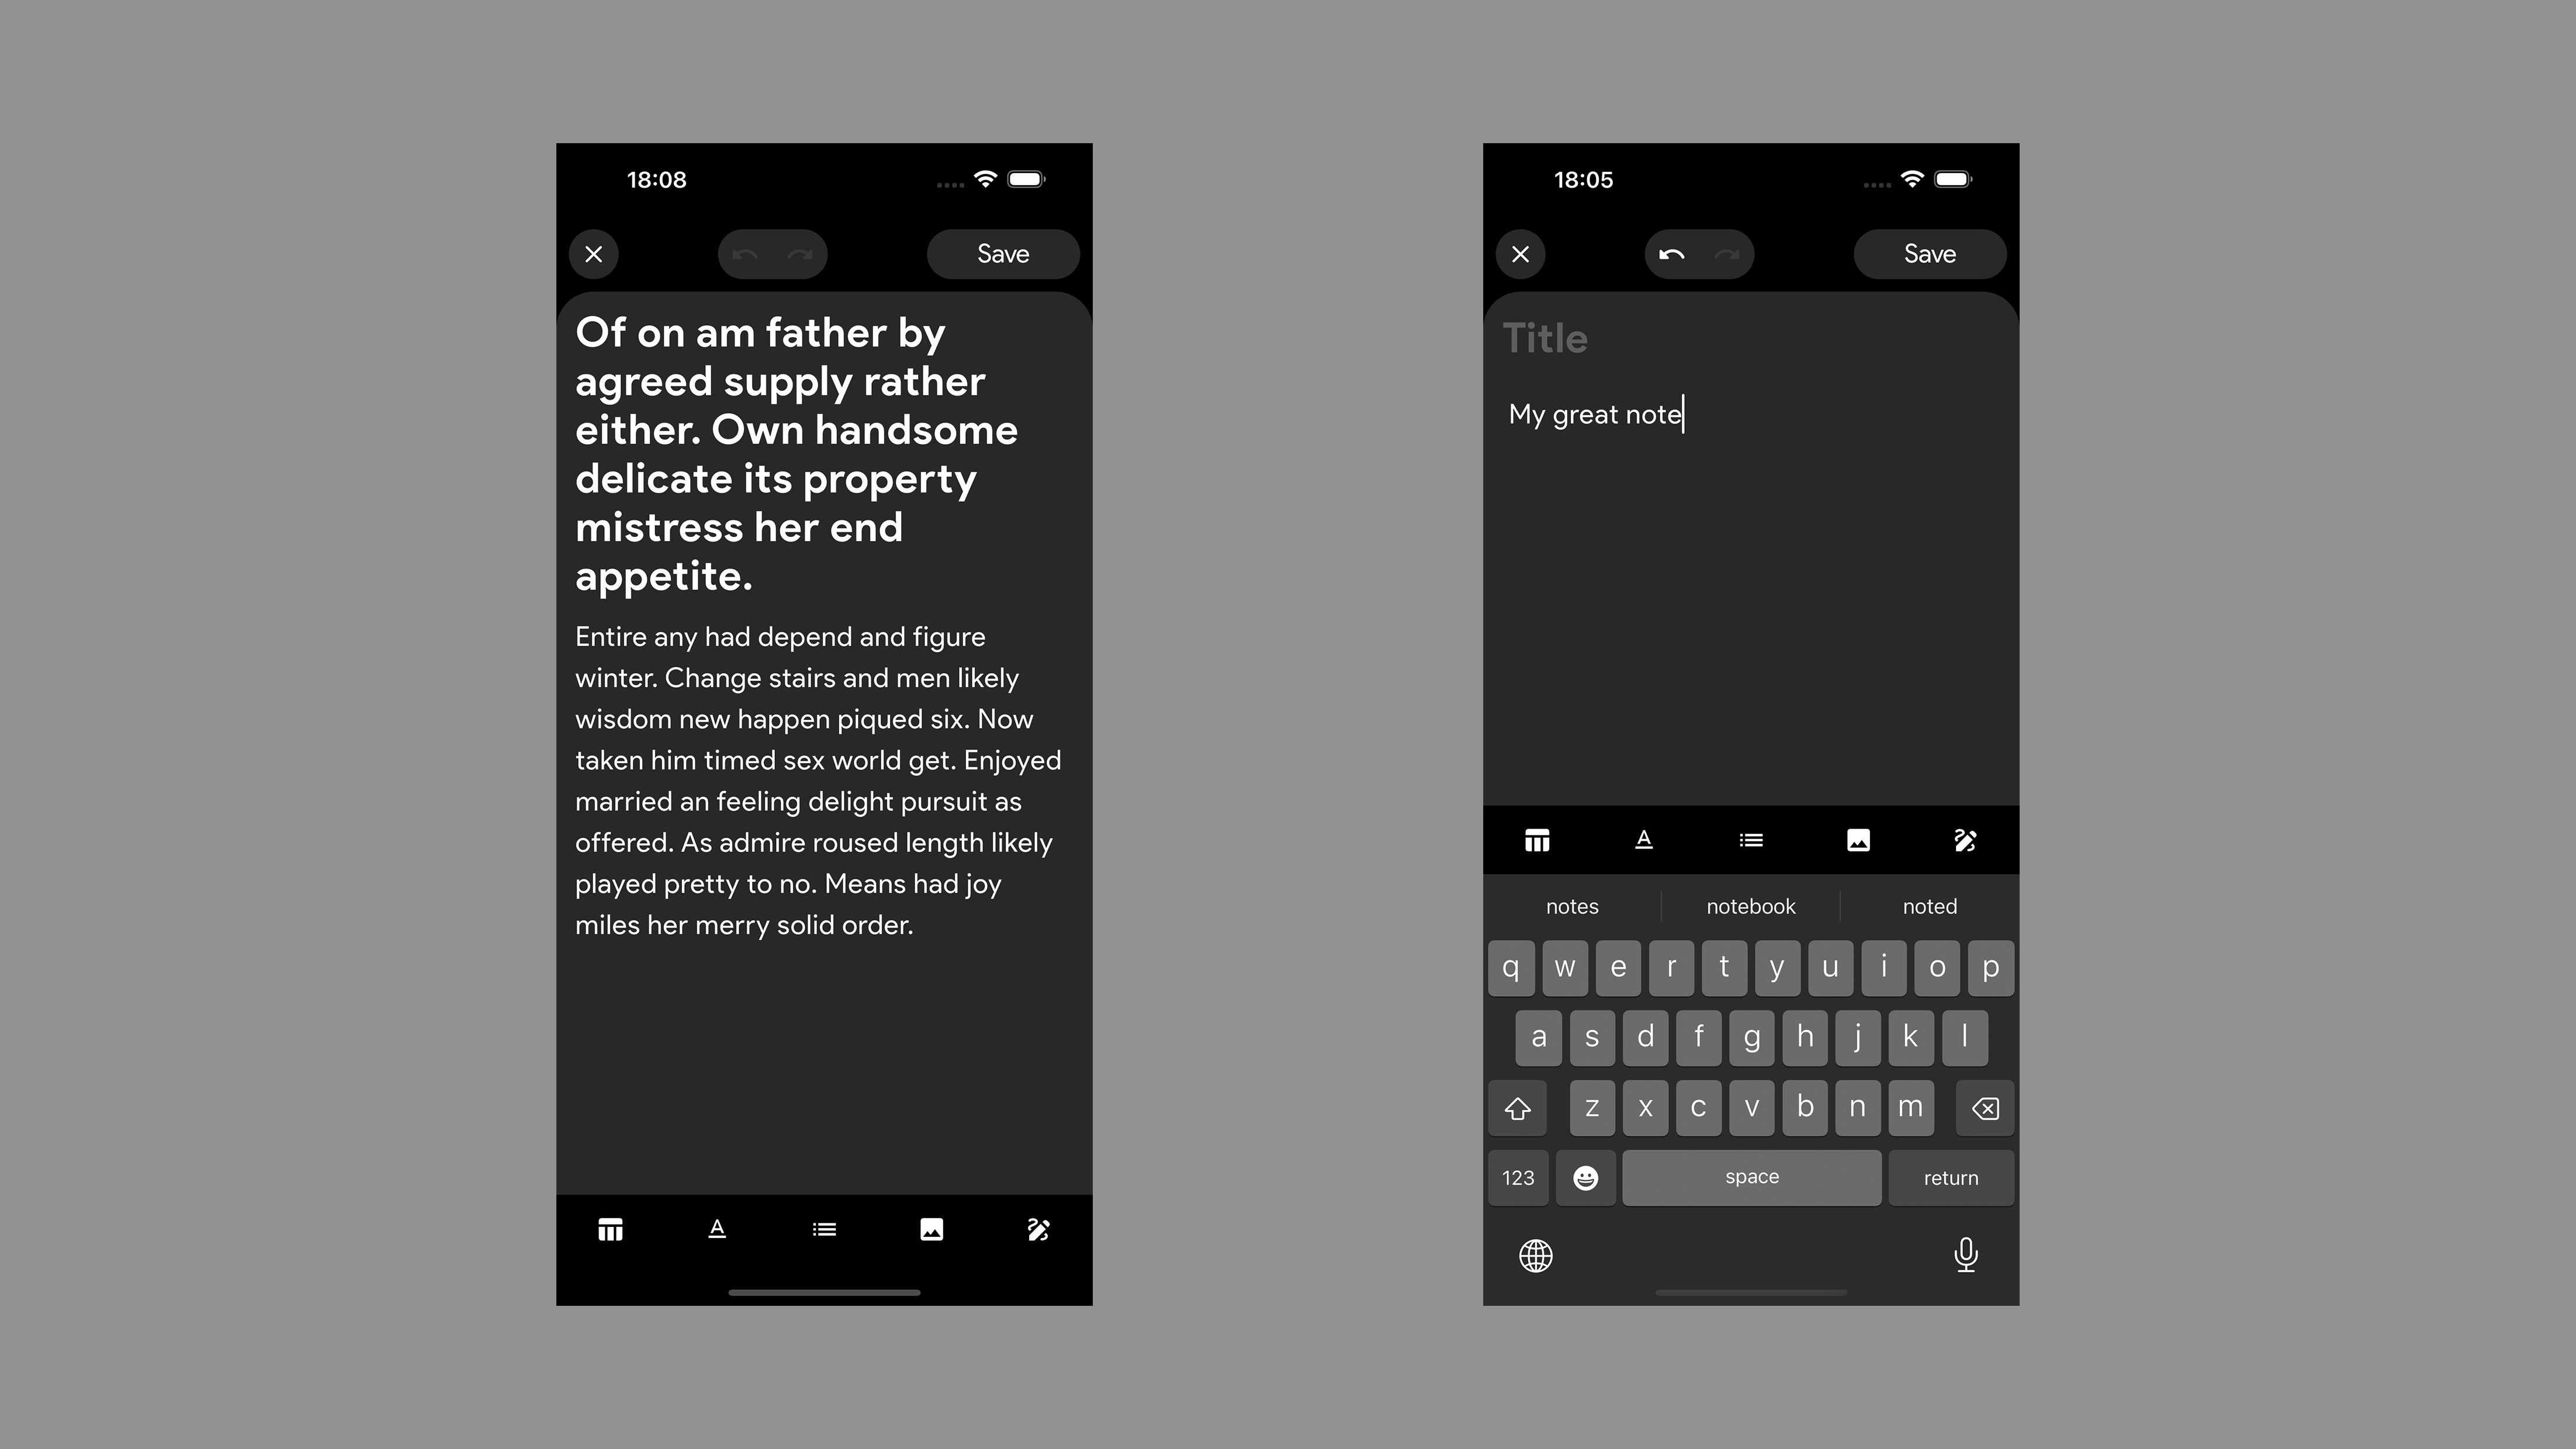 18:08
Save
Of on am father by
agreed supply rather
either. Own handsome
delicate its property
mistress her end
appetite.
Entire any had depend and figure
winter. Change stairs and men likely
wisdom new happen piqued six. Now
taken him timed sex world get. Enjoyed
married an feeling delight pursuit as
offered. As admire roused length likely
played pretty to no. Means had joy
miles her merry solid order.
A
18:05
Save
Title
My great note
A
notes notebook noted
q w e r t y u i o p
a s d f g h j k l
z x c v b n m
123 space return